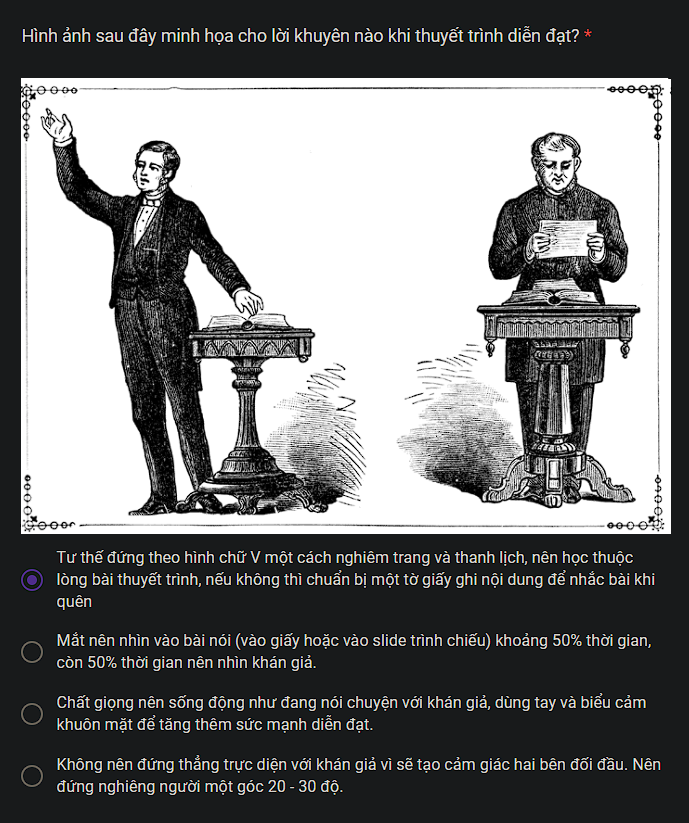 Hình ảnh sau đây minh họa cho lời khuyên nào khi thuyết trình diễn đạt? *
Tư thế đứng theo hình chữ V một cách nghiêm trang và thanh lịch, nên học thuộc
lòng bài thuyết trình, nếu không thì chuẩn bị một tờ giấy ghi nội dung để nhắc bài khi
quên
Mắt nên nhìn vào bài nói (vào giấy hoặc vào slide trình chiếu) khoảng 50% thời gian,
còn 50% thời gian nên nhìn khán giả.
Chất giọng nên sống động như đang nói chuyện với khán giả, dùng tay và biểu cảm
khuôn mặt để tăng thêm sức mạnh diễn đạt.
Không nên đứng thẳng trực diện với khán giả vì sẽ tạo cảm giác hai bên đối đầu. Nên
đứng nghiêng người một góc 20 - 30 độ.